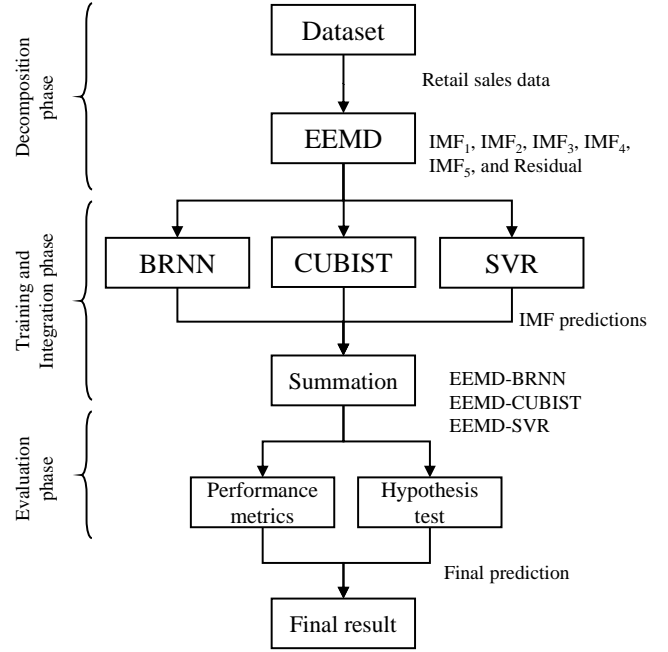 Decomposition
phase
Dataset
Retail sales data
EEMD
IMF₁, IMF₂, IMF₃, IMF₄,
IMF₅, and Residual
Training and
Integration phase
BRNN
CUBIST
SVR
IMF predictions
Summation
EEMD-BRNN
EEMD-CUBIST
EEMD-SVR
Evaluation
phase
Performance
metrics
Hypothesis
test
Final prediction
Final result